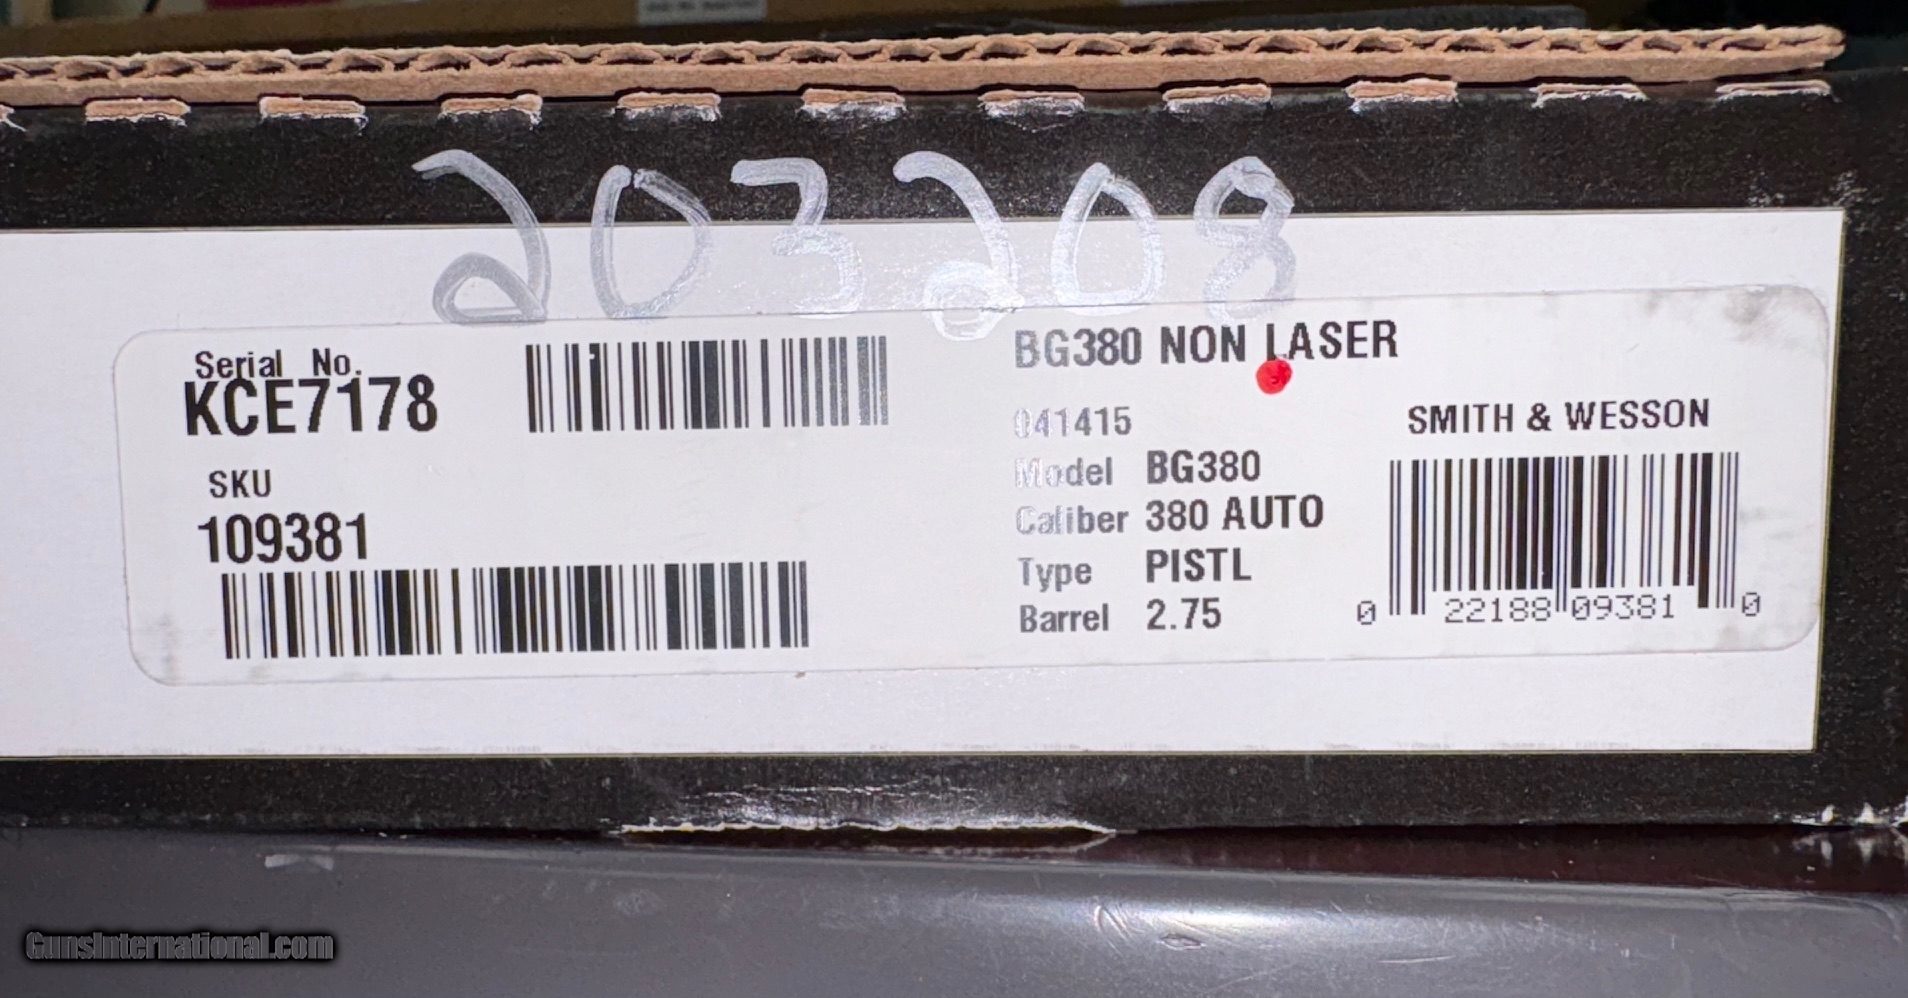 203208
Serial No.
KCE7178
SKU
109381
BG380 NON LASER
041415
Model BG380
Caliber 380 AUTO
Type PISTL
Barrel 2.75
SMITH & WESSON
0 22188 09381 0
GunsInternational.com